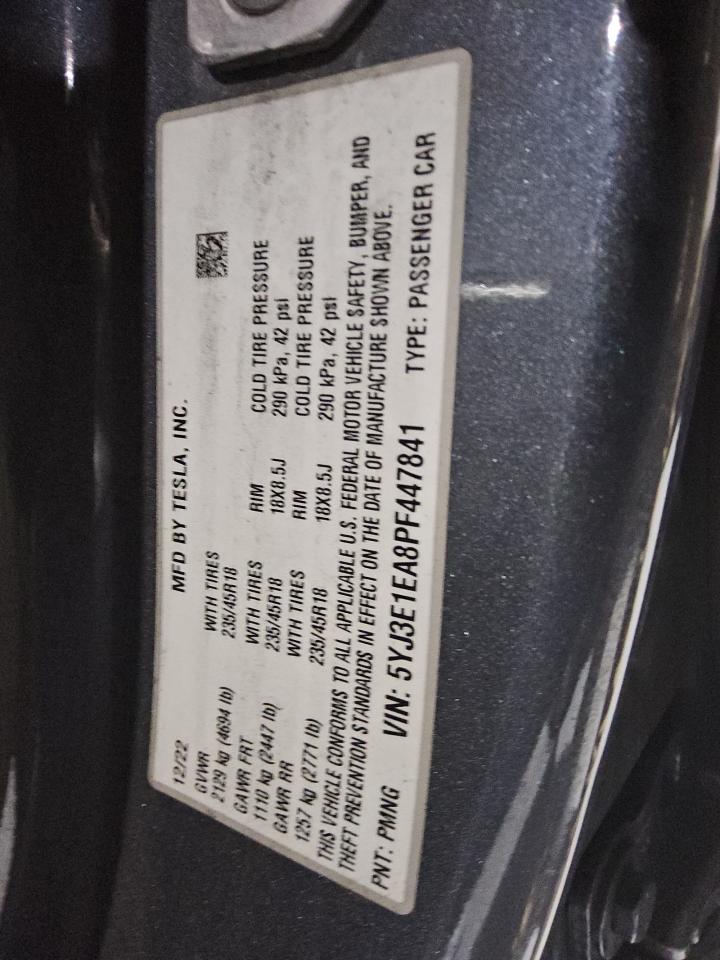 12/22 MFD BY TESLA, INC.
GVWR WITH TIRES
2129 kg (4694 lb) 235/45R18
GAWR FRT WITH TIRES RIM COLD TIRE PRESSURE
1110 kg (2447 lb) 235/45R18 18X8.5J 290 kPa, 42 psi
GAWR RR WITH TIRES RIM COLD TIRE PRESSURE
1257 kg (2771 lb) 235/45R18 18X8.5J 290 kPa, 42 psi
THIS VEHICLE CONFORMS TO ALL APPLICABLE U.S. FEDERAL MOTOR VEHICLE SAFETY, BUMPER, AND
THEFT PREVENTION STANDARDS IN EFFECT ON THE DATE OF MANUFACTURE SHOWN ABOVE.
PNT: PMNG VIN: 5YJ3E1EA8PF447841 TYPE: PASSENGER CAR